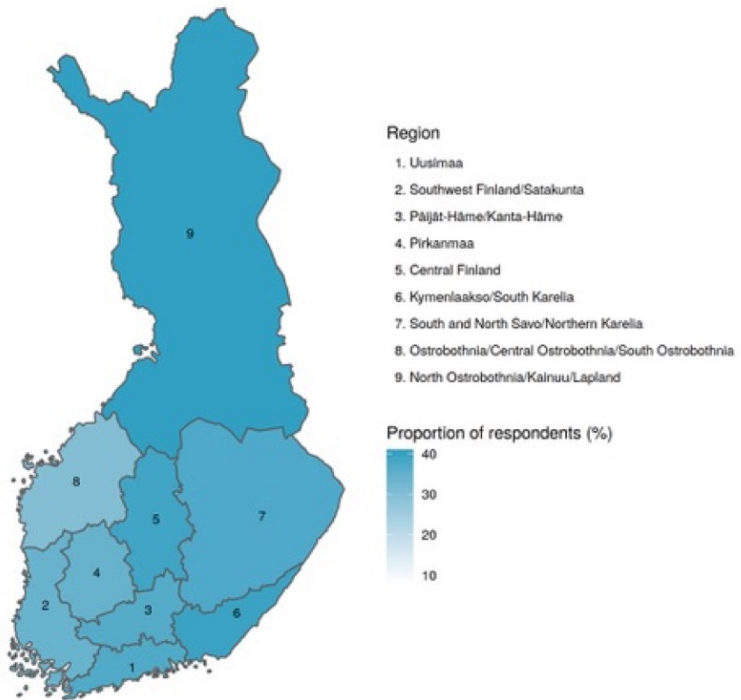 9
8
5
7
4
2
3
6
1
Region
1. Uusimaa
2. Southwest Finland/Satakunta
3. Päijät-Häme/Kanta-Häme
4. Pirkanmaa
5. Central Finland
6. Kymenlaakso/South Karelia
7. South and North Savo/Northern Karelia
8. Ostrobothnia/Central Ostrobothnia/South Ostrobothnia
9. North Ostrobothnia/Kainuu/Lapland
Proportion of respondents (%)
40
30
20
10